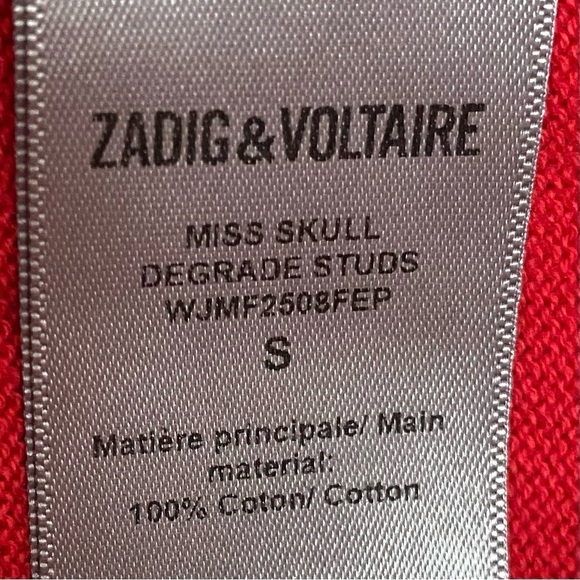 ZADIG&VOLTAIRE
MISS SKULL
DEGRADE STUDS
WJMF2508FEP
S
Matière principale/ Main
material:
100% Coton/ Cotton